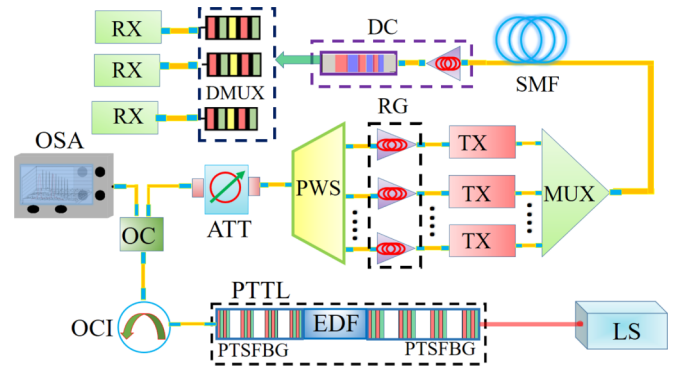 RX
DC
RX
DMUX
SMF
RX
RG
OSA
TX
PWS
TX
MUX
ATT
OC
TX
PTTL
OCI
EDF
LS
PTSFBG
PTSFBG